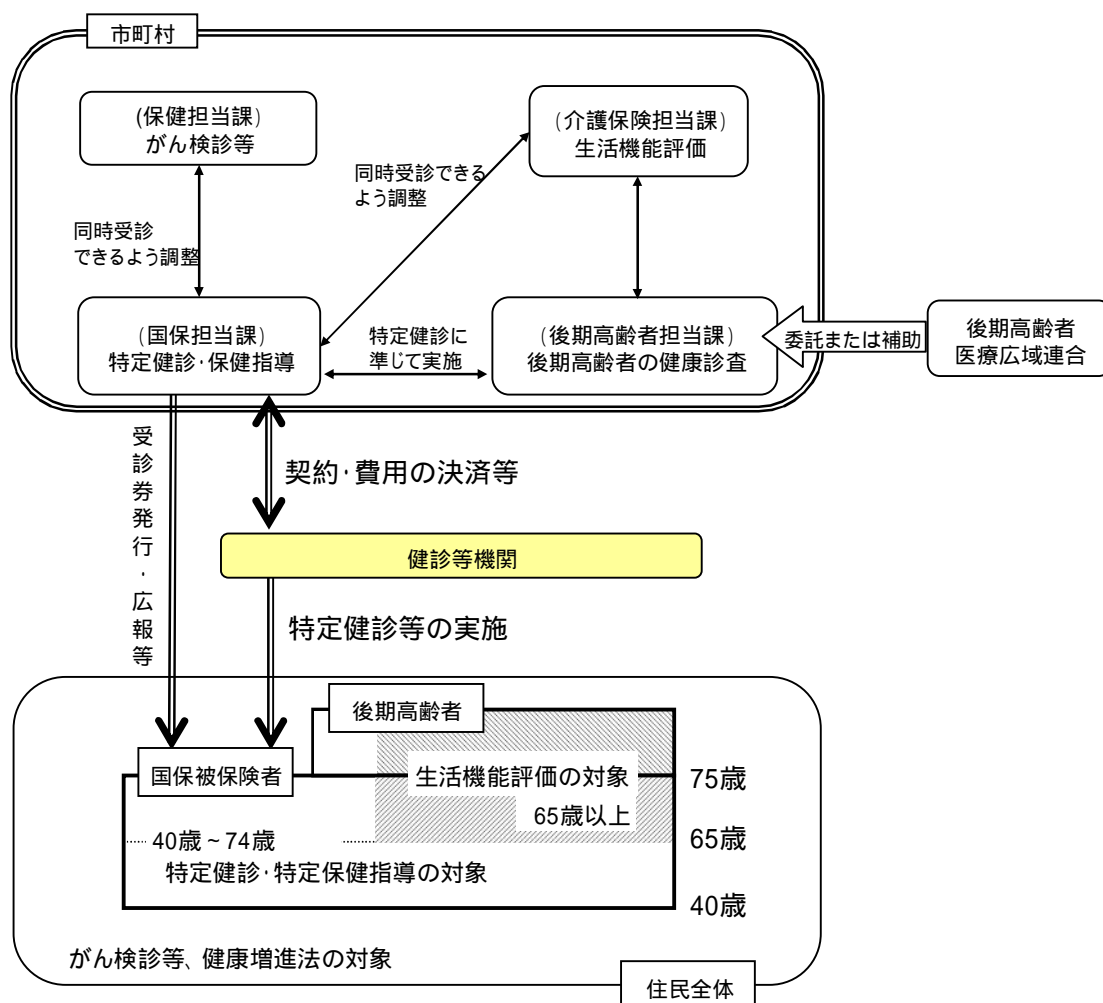 市町村
(保健担当課)
がん検診等
(介護保険担当課)
生活機能評価
同時受診できる
よう調整
同時受診
できるよう調整
(国保担当課)
特定健診･保健指導
特定健診に
準じて実施
(後期高齢者担当課)
後期高齢者の健康診査
委託または補助
後期高齢者
医療広域連合
受診券発行・広報等
契約･費用の決済等
健診等機関
特定健診等の実施
後期高齢者
国保被保険者
生活機能評価の対象
65歳以上
75歳
65歳
40歳
40歳~74歳
特定健診･特定保健指導の対象
がん検診等、健康増進法の対象
住民全体